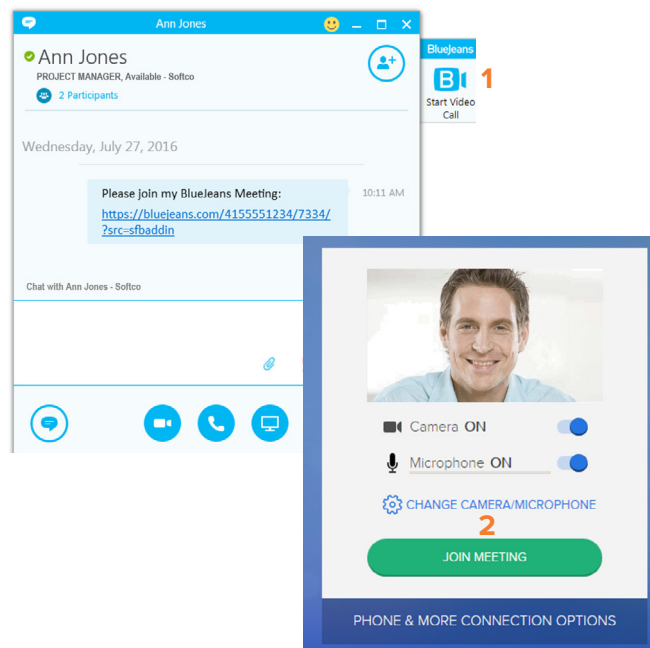 Ann Jones
Ann Jones
PROJECT MANAGER, Available - Softco
2 Participants
BlueJeans
1
Start Video
Call
Wednesday, July 27, 2016
Please join my BlueJeans Meeting:
10:11 AM
https://bluejeans.com/4155551234/7334/
?src=sfbaddin
Chat with Ann Jones - Softco
Camera ON
Microphone ON
CHANGE CAMERA/MICROPHONE
2
JOIN MEETING
PHONE & MORE CONNECTION OPTIONS